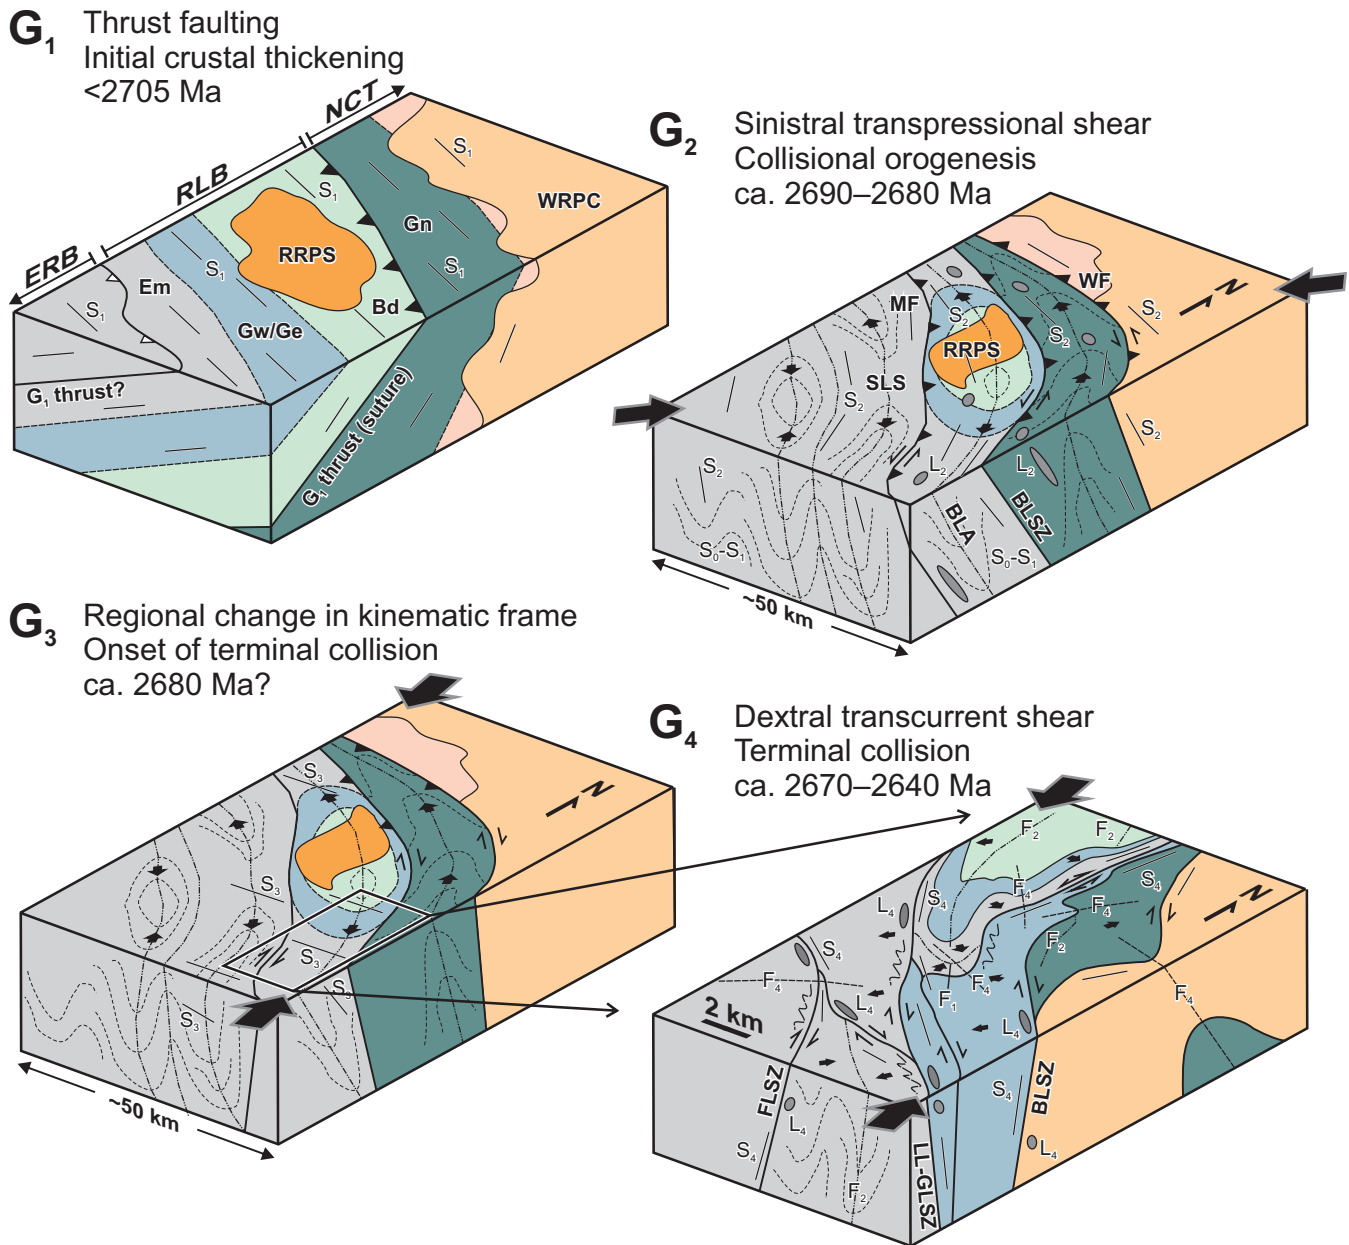 G1
Thrust faulting
Initial crustal thickening
<2705 Ma
ERB
RLB
NCT
S1
Em
S1
Gw/Ge
RRPS
S1
Bd
Gn
S1
S1
WRPC
G1 thrust?
G1 thrust (suture)
G2
Sinistral transpressional shear
Collisional orogenesis
ca. 2690–2680 Ma
N
WF
MF
S2
S2
S2
RRPS
SLS
S2
L2
L2
S2
S2
BLA
BLSZ
S0-S1
S0-S1
~50 km
G3
Regional change in kinematic frame
Onset of terminal collision
ca. 2680 Ma?
N
S3
S3
S3
S3
S3
~50 km
G4
Dextral transcurrent shear
Terminal collision
ca. 2670–2640 Ma
N
F2
F2
S4
F4
S4
L4
F4
F2
S4
F4
L4
F1
F4
L4
F4
2 km
FLSZ
L4
S4
F2
LL-GLSZ
S4
BLSZ
L4